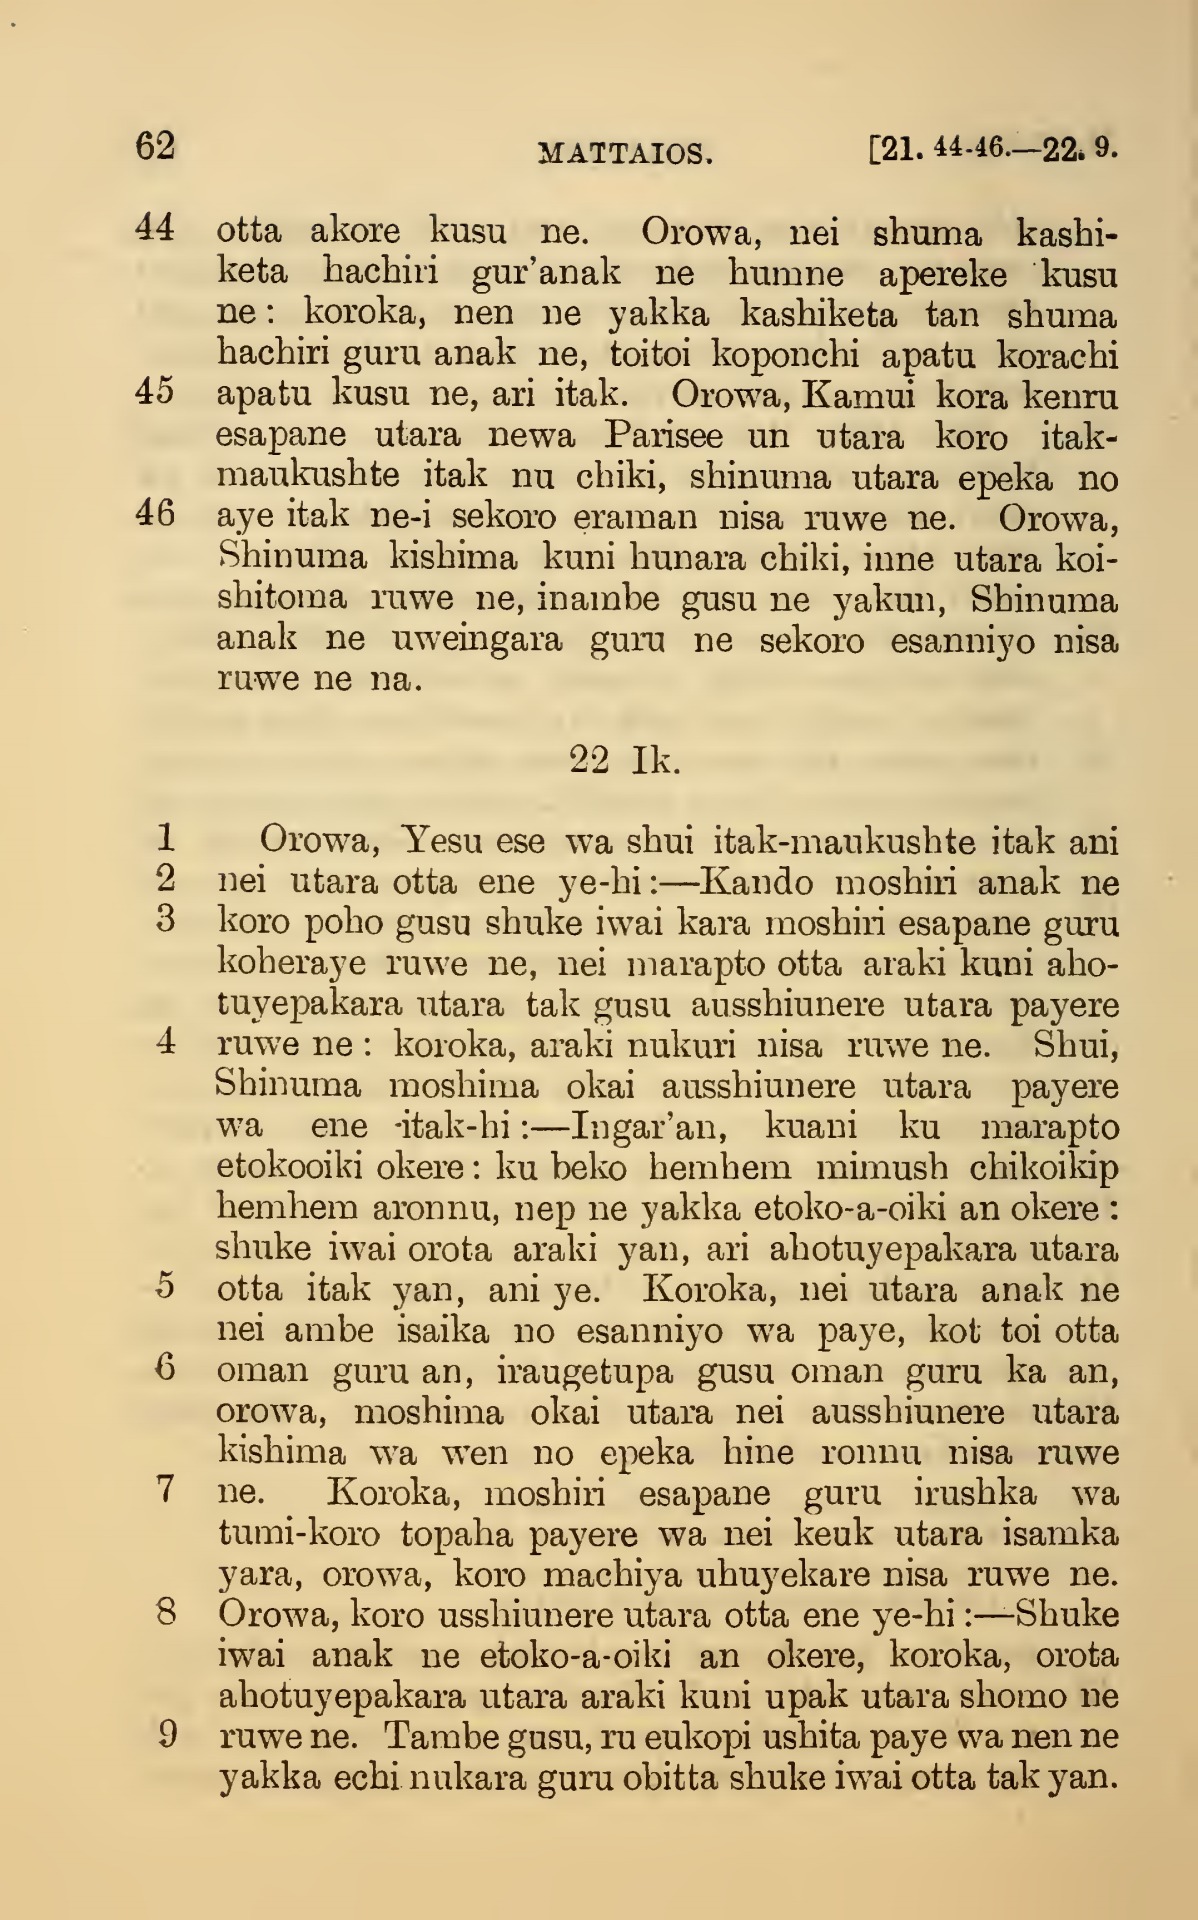 62 MATTAIOS. [21. 44-46.—22. 9.
44 otta akore kusu ne. Orowa, nei shuma kashi-
keta hachiri gur’anak ne humne apereke kusu
ne : koroka, nen ne yakka kashiketa tan shuma
hachiri guru anak ne, toitoi koponchi apatu korachi
45 apatu kusu ne, ari itak. Orowa, Kamui kora kenru
esapane utara newa Parisee un utara koro itak-
maukushte itak nu chiki, shinuma utara epeka no
46 aye itak ne-i sekoro eraman nisa ruwe ne. Orowa,
Shinuma kishima kuni hunara chiki, inne utara koi-
shitoma ruwe ne, inambe gusu ne yakun, Shinuma
anak ne uweingara guru ne sekoro esanniyo nisa
ruwe ne na.
22 Ik.
1 Orowa, Yesu ese wa shui itak-maukushte itak ani
2 nei utara otta ene ye-hi :—Kando moshiri anak ne
3 koro poho gusu shuke iwai kara moshiri esapane guru
koheraye ruwe ne, nei marapto otta araki kuni aho-
tuyepakara utara tak gusu ausshiunere utara payere
4 ruwe ne : koroka, araki nukuri nisa ruwe ne. Shui,
Shinuma moshima okai ausshiunere utara payere
wa ene itak-hi :—Ingar’an, kuani ku marapto
etokooiki okere : ku beko hemhem mimush chikoikip
hemhem aronnu, nep ne yakka etoko-a-oiki an okere :
shuke iwai orota araki yan, ari ahotuyepakara utara
5 otta itak yan, ani ye. Koroka, nei utara anak ne
nei ambe isaika no esanniyo wa paye, kot toi otta
6 oman guru an, iraugetupa gusu oman guru ka an,
orowa, moshima okai utara nei ausshiunere utara
kishima wa wen no epeka hine ronnu nisa ruwe
7 ne. Koroka, moshiri esapane guru irushka wa
tumi-koro topaha payere wa nei keuk utara isamka
yara, orowa, koro machiya uhuyekare nisa ruwe ne.
8 Orowa, koro usshiunere utara otta ene ye-hi :—Shuke
iwai anak ne etoko-a-oiki an okere, koroka, orota
ahotuyepakara utara araki kuni upak utara shomo ne
9 ruwe ne. Tambe gusu, ru eukopi ushita paye wa nen ne
yakka echi nukara guru obitta shuke iwai otta tak yan.